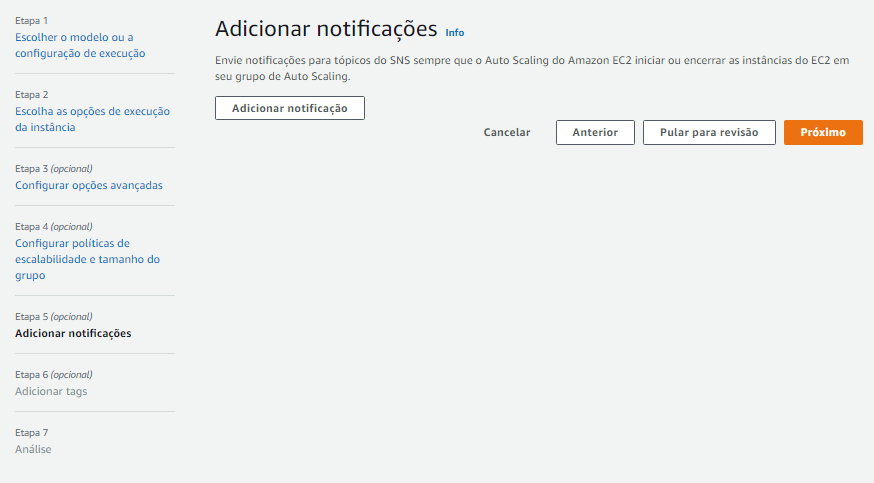 Etapa 1
Escolher o modelo ou a
configuração de execução
Etapa 2
Escolha as opções de execução
da instância
Etapa 3 (opcional)
Configurar opções avançadas
Etapa 4 (opcional)
Configurar políticas de
escalabilidade e tamanho do
grupo
Etapa 5 (opcional)
Adicionar notificações
Etapa 6 (opcional)
Adicionar tags
Etapa 7
Análise
Adicionar notificações Info
Envie notificações para tópicos do SNS sempre que o Auto Scaling do Amazon EC2 iniciar ou encerrar as instâncias do EC2 em
seu grupo de Auto Scaling.
Adicionar notificação
Cancelar Anterior Pular para revisão Próximo